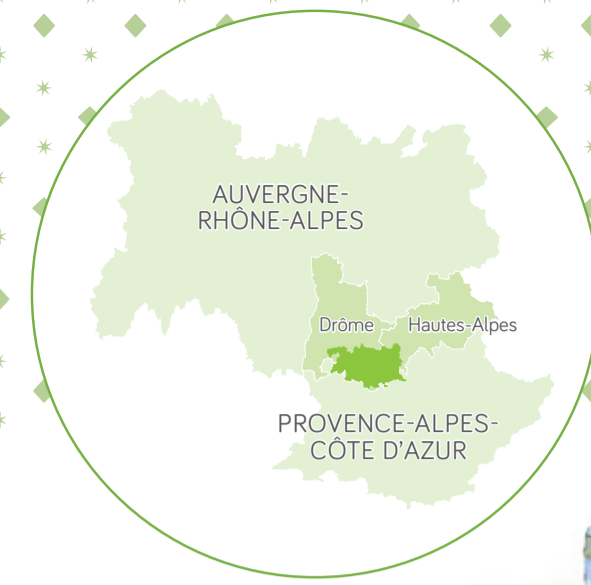 AUVERGNE-
RHÔNE-ALPES
Drôme
Hautes-Alpes
PROVENCE-ALPES-
CÔTE D'AZUR